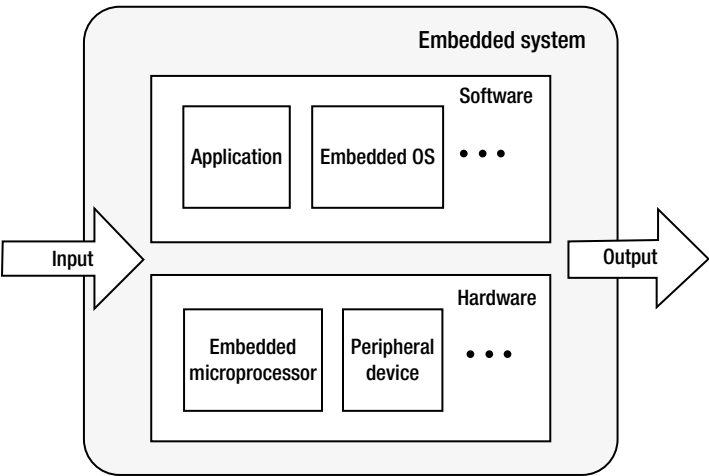 Embedded system
Software
Application
Embedded OS
• • •
Input
Output
Hardware
Embedded
microprocessor
Peripheral
device
• • •